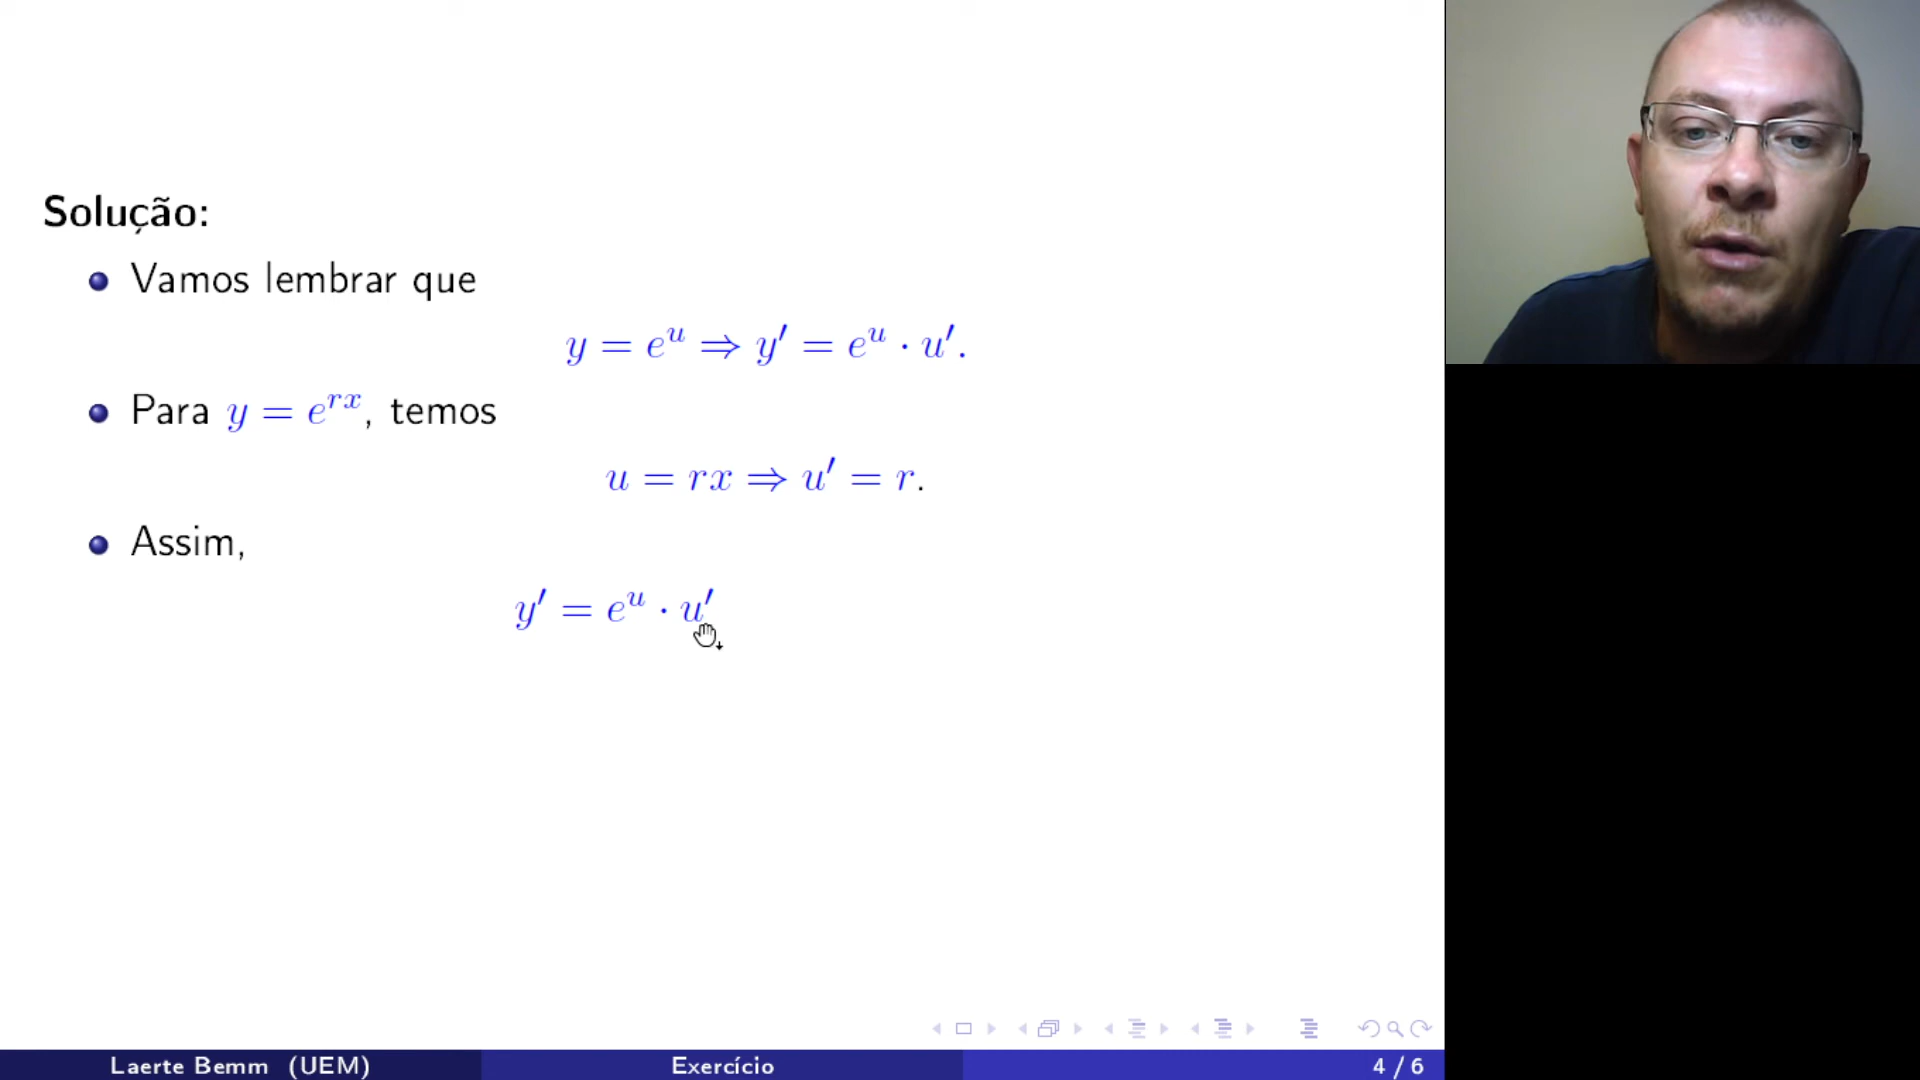 Solução:
Vamos lembrar que
y = e^u ⇒ y′ = e^u · u′.
Para y = e^{rx}, temos
u = rx ⇒ u′ = r.
Assim,
y′ = e^u · u′
Laerte Bemm (UEM) Exercício 4 / 6